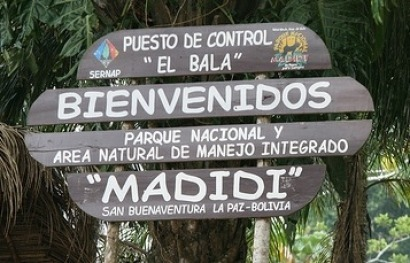 PUESTO DE CONTROL
"EL BALA"
SERNAP
BIENVENIDOS
PARQUE NACIONAL Y
AREA NATURAL DE MANEJO INTEGRADO
"MADIDI"
SAN BUENAVENTURA LA PAZ-BOLIVIA